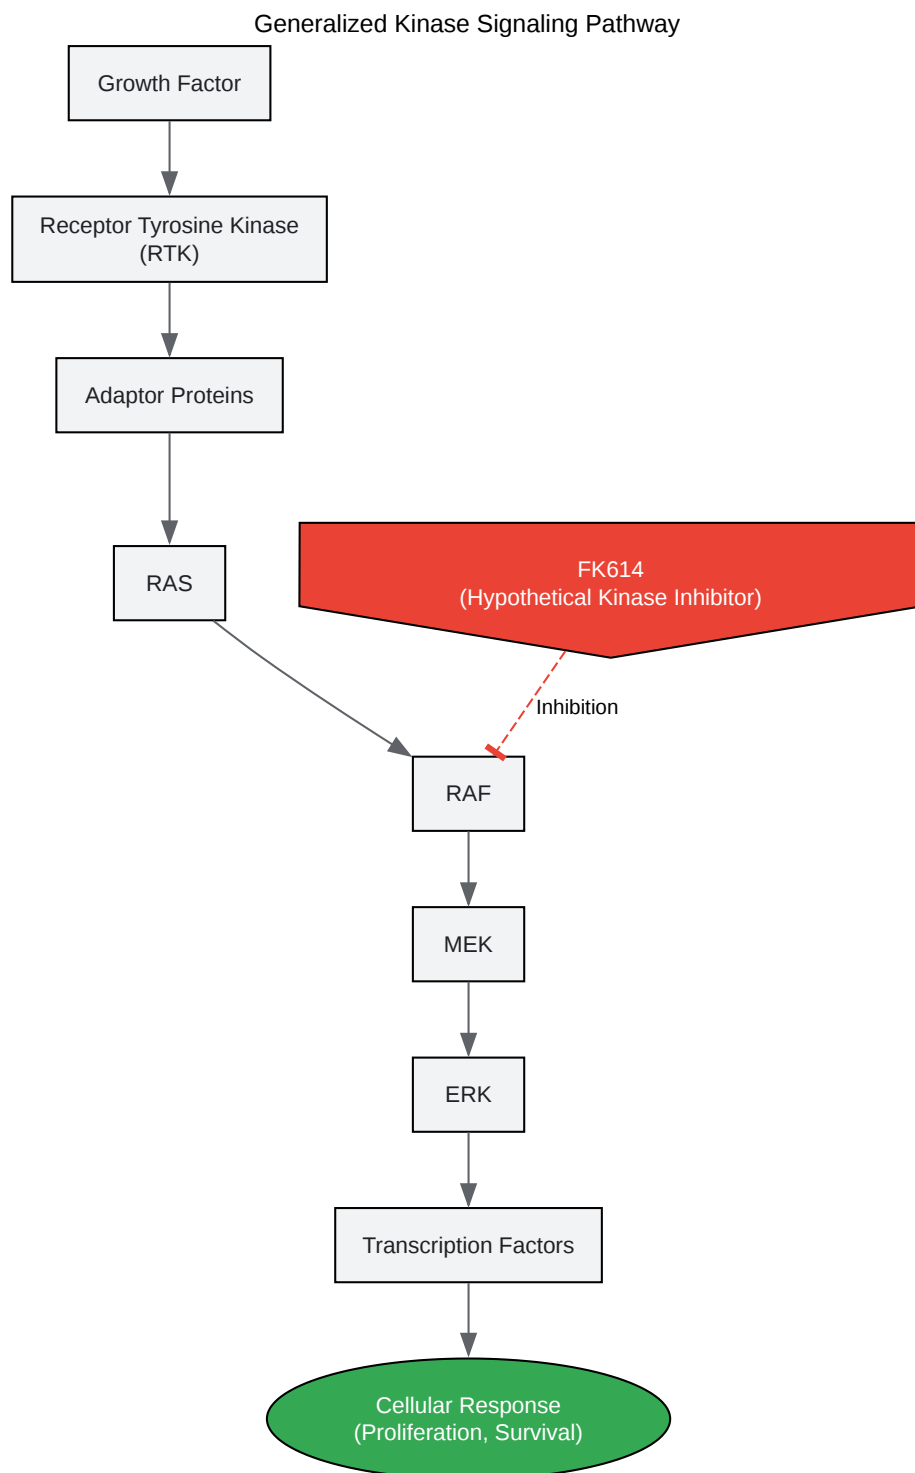 Generalized Kinase Signaling Pathway
Growth Factor
Receptor Tyrosine Kinase
(RTK)
Adaptor Proteins
RAS
FK614
(Hypothetical Kinase Inhibitor)
Inhibition
RAF
MEK
ERK
Transcription Factors
Cellular Response
(Proliferation, Survival)